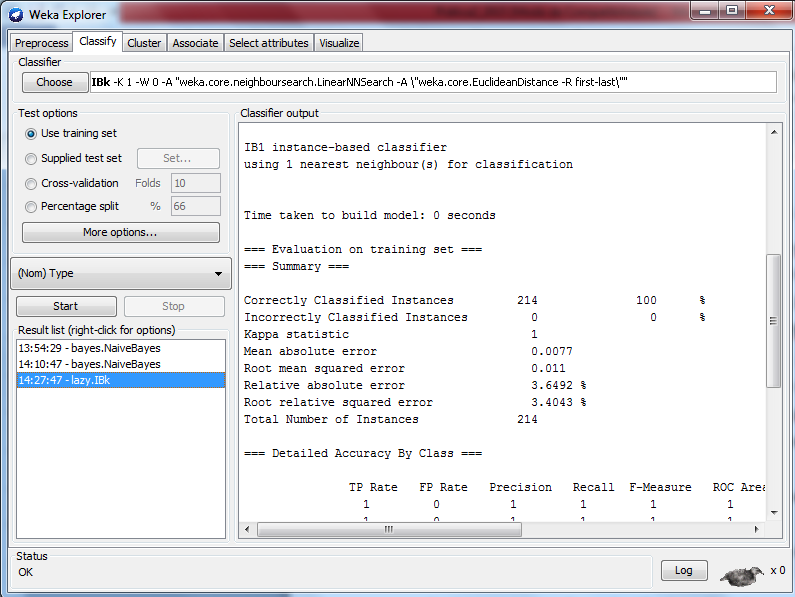 Weka Explorer
Preprocess Classify Cluster Associate Select attributes Visualize
Classifier
Choose IBk -K 1 -W 0 -A "weka.core.neighboursearch.LinearNNSearch -A \"weka.core.EuclideanDistance -R first-last\""
Test options
Use training set
Supplied test set Set...
Cross-validation Folds 10
Percentage split % 66
More options...
(Nom) Type
Start Stop
Result list (right-click for options)
13:54:29 - bayes.NaiveBayes
14:10:47 - bayes.NaiveBayes
14:27:47 - lazy.IBk
Classifier output
IB1 instance-based classifier
using 1 nearest neighbour(s) for classification
Time taken to build model: 0 seconds
=== Evaluation on training set ===
=== Summary ===
Correctly Classified Instances 214 100 %
Incorrectly Classified Instances 0 0 %
Kappa statistic 1
Mean absolute error 0.0077
Root mean squared error 0.011
Relative absolute error 3.6492 %
Root relative squared error 3.4043 %
Total Number of Instances 214
=== Detailed Accuracy By Class ===
TP Rate FP Rate Precision Recall F-Measure ROC Area
1 0 1 1 1 1
1 0 1 1 1 1
Status
OK
Log x 0